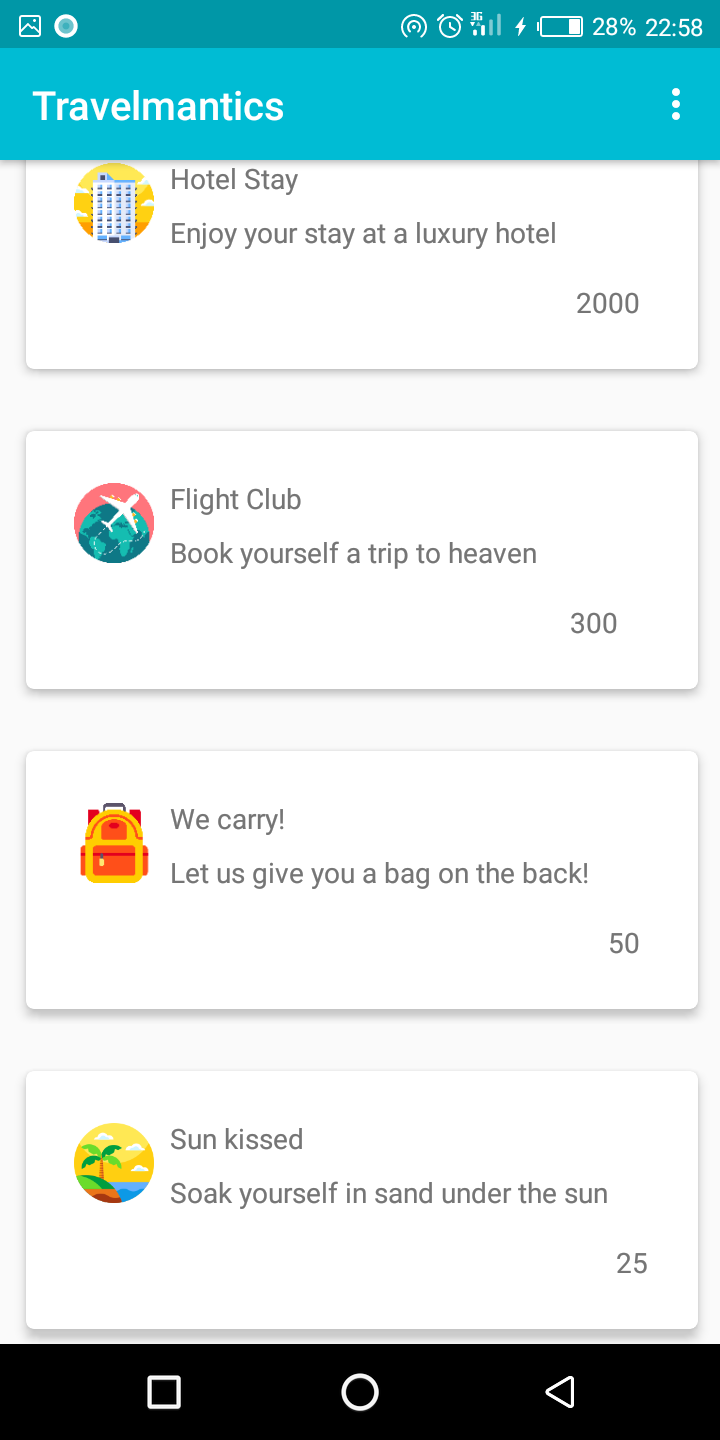 3G 28% 22:58
Travelmantics
Hotel Stay
Enjoy your stay at a luxury hotel
2000
Flight Club
Book yourself a trip to heaven
300
We carry!
Let us give you a bag on the back!
50
Sun kissed
Soak yourself in sand under the sun
25